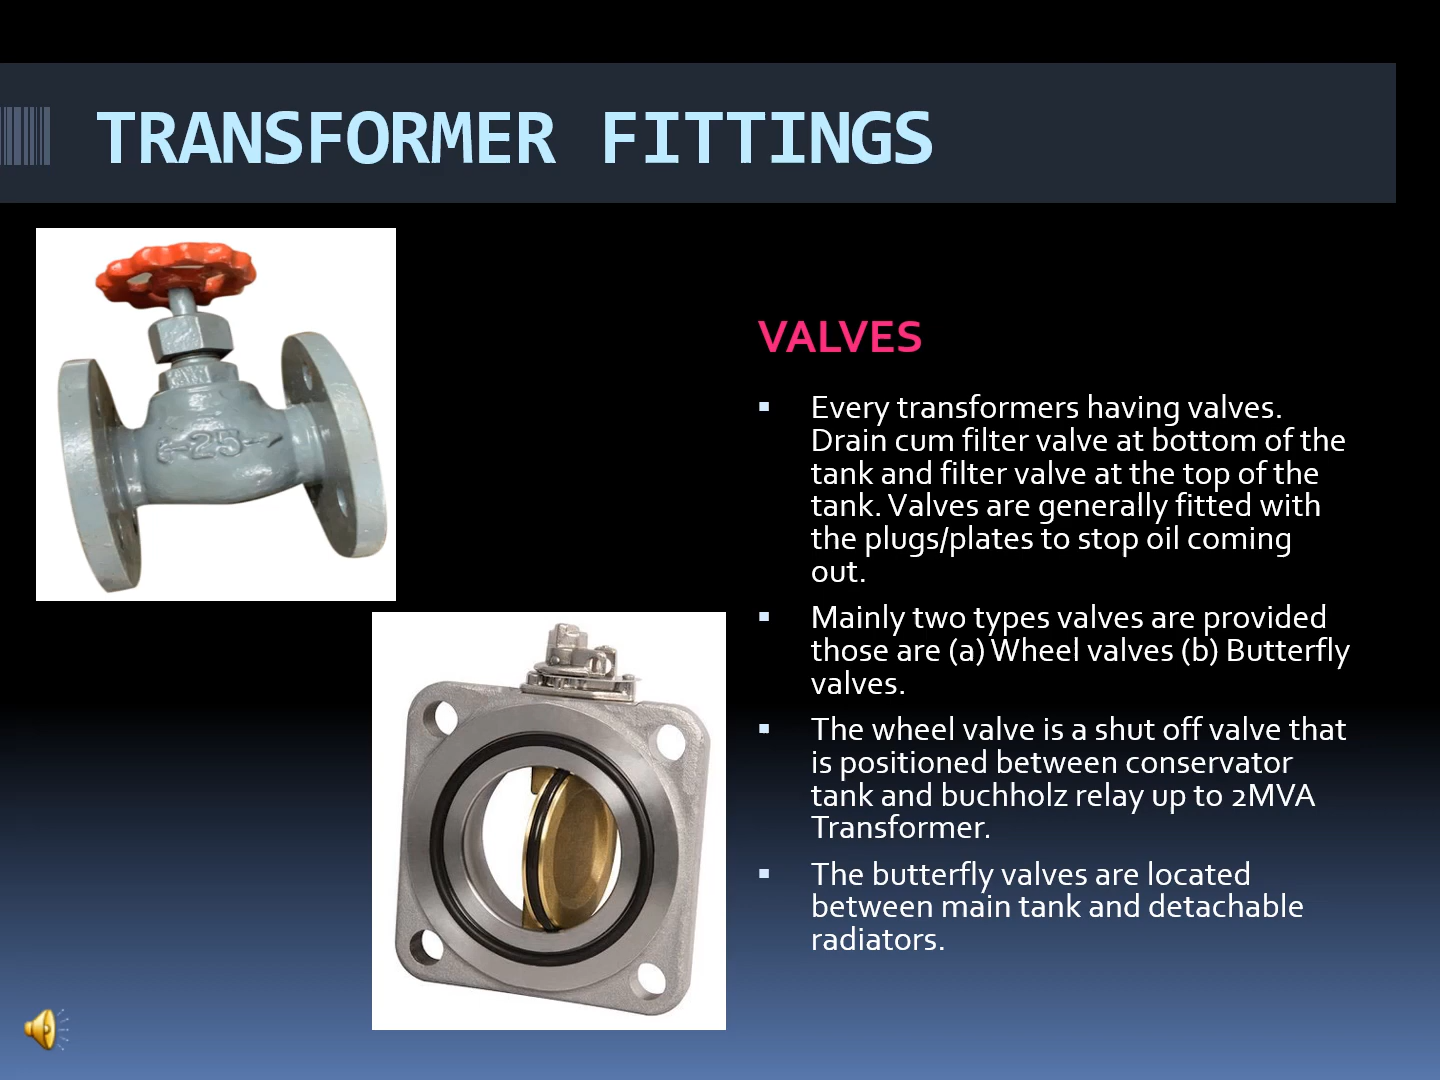 TRANSFORMER FITTINGS
25
VALVES
Every transformers having valves.
Drain cum filter valve at bottom of the
tank and filter valve at the top of the
tank. Valves are generally fitted with
the plugs/plates to stop oil coming
out.
Mainly two types valves are provided
those are (a) Wheel valves (b) Butterfly
valves.
The wheel valve is a shut off valve that
is positioned between conservator
tank and buchholz relay up to 2MVA
Transformer.
The butterfly valves are located
between main tank and detachable
radiators.